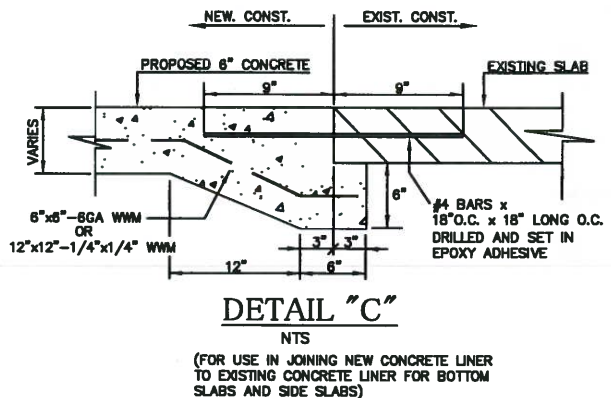 NEW. CONST.
EXIST. CONST.
PROPOSED 6" CONCRETE
EXISTING SLAB
9"
9"
VARIES
6"
6"x6"-6GA WWM
OR
12"x12"-1/4"x1/4" WWM
#4 BARS x
18"O.C. x 18" LONG O.C.
DRILLED AND SET IN
EPOXY ADHESIVE
3"
3"
12"
6"
DETAIL "C"
NTS
(FOR USE IN JOINING NEW CONCRETE LINER
TO EXISTING CONCRETE LINER FOR BOTTOM
SLABS AND SIDE SLABS)